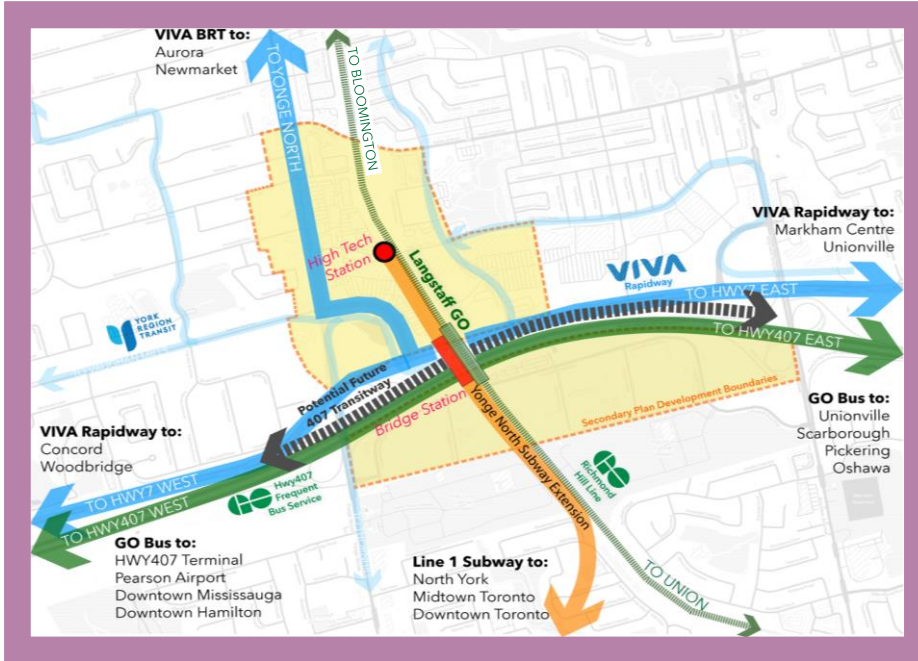 VIVA BRT to:
Aurora
Newmarket
TO YONGE NORTH
TO BLOOMINGTON
High Tech
Station
Langstaff GO
VIVA
Rapidway
VIVA Rapidway to:
Markham Centre
Unionville
TO HWY7 EAST
TO HWY407 EAST
YORK
REGION
TRANSIT
Potential Future
407 Transitway
Bridge Station
Secondary Plan Development Boundaries
Yonge North Subway Extension
VIVA Rapidway to:
Concord
Woodbridge
TO HWY7 WEST
TO HWY407 WEST
GO
Hwy407
Frequent
Bus Service
GO
Richmond
Hill Line
GO Bus to:
Unionville
Scarborough
Pickering
Oshawa
GO Bus to:
HWY407 Terminal
Pearson Airport
Downtown Mississauga
Downtown Hamilton
Line 1 Subway to:
North York
Midtown Toronto
Downtown Toronto
TO UNION